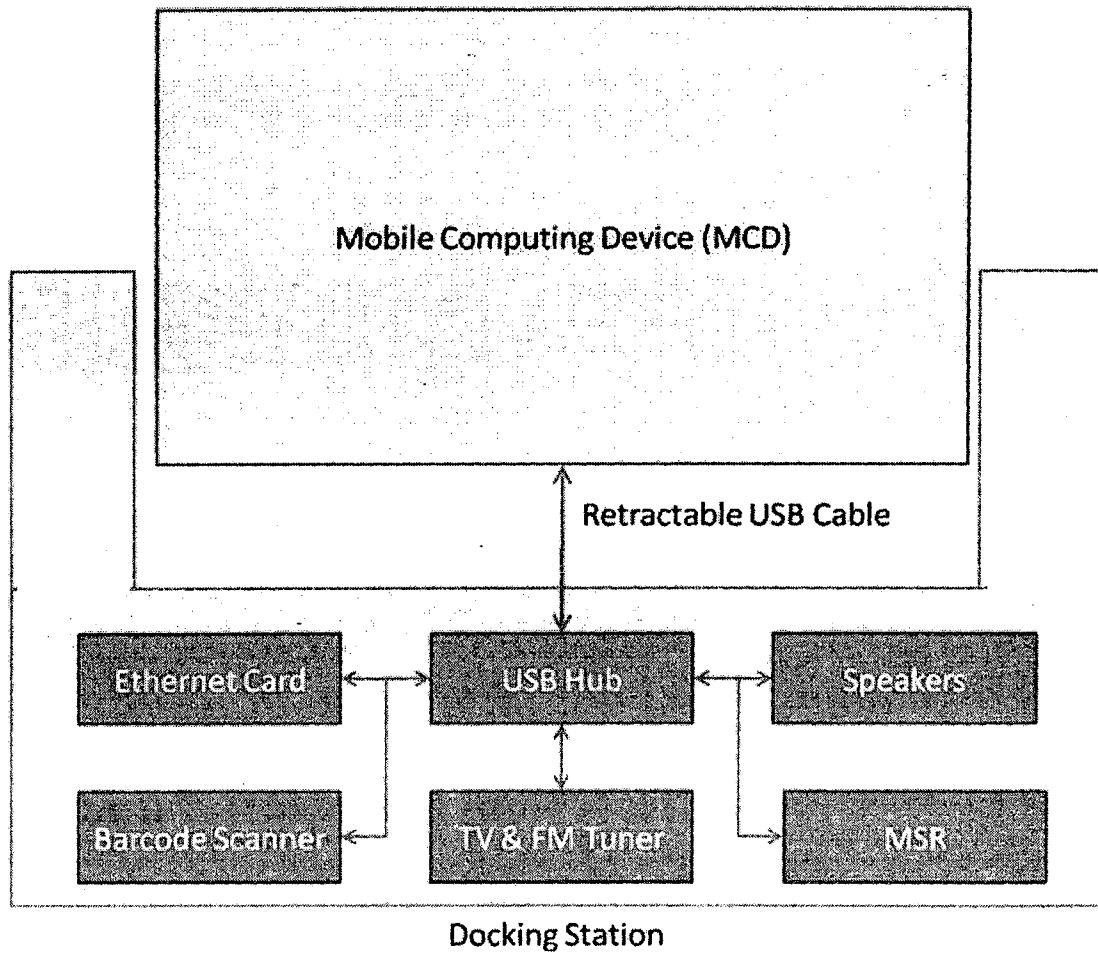 Mobile Computing Device (MCD)
Retractable USB Cable
Ethernet Card
USB Hub
Speakers
Barcode Scanner
TV & FM Tuner
MSR
Docking Station